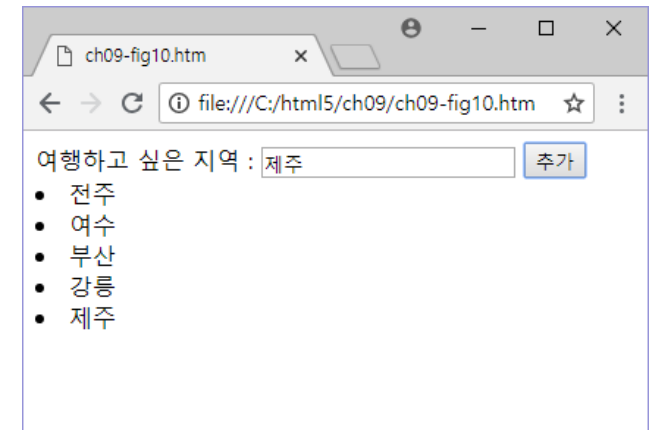 ch09-fig10.htm
file:///C:/html5/ch09/ch09-fig10.htm
여행하고 싶은 지역 : 제주 추가
• 전주
• 여수
• 부산
• 강릉
• 제주